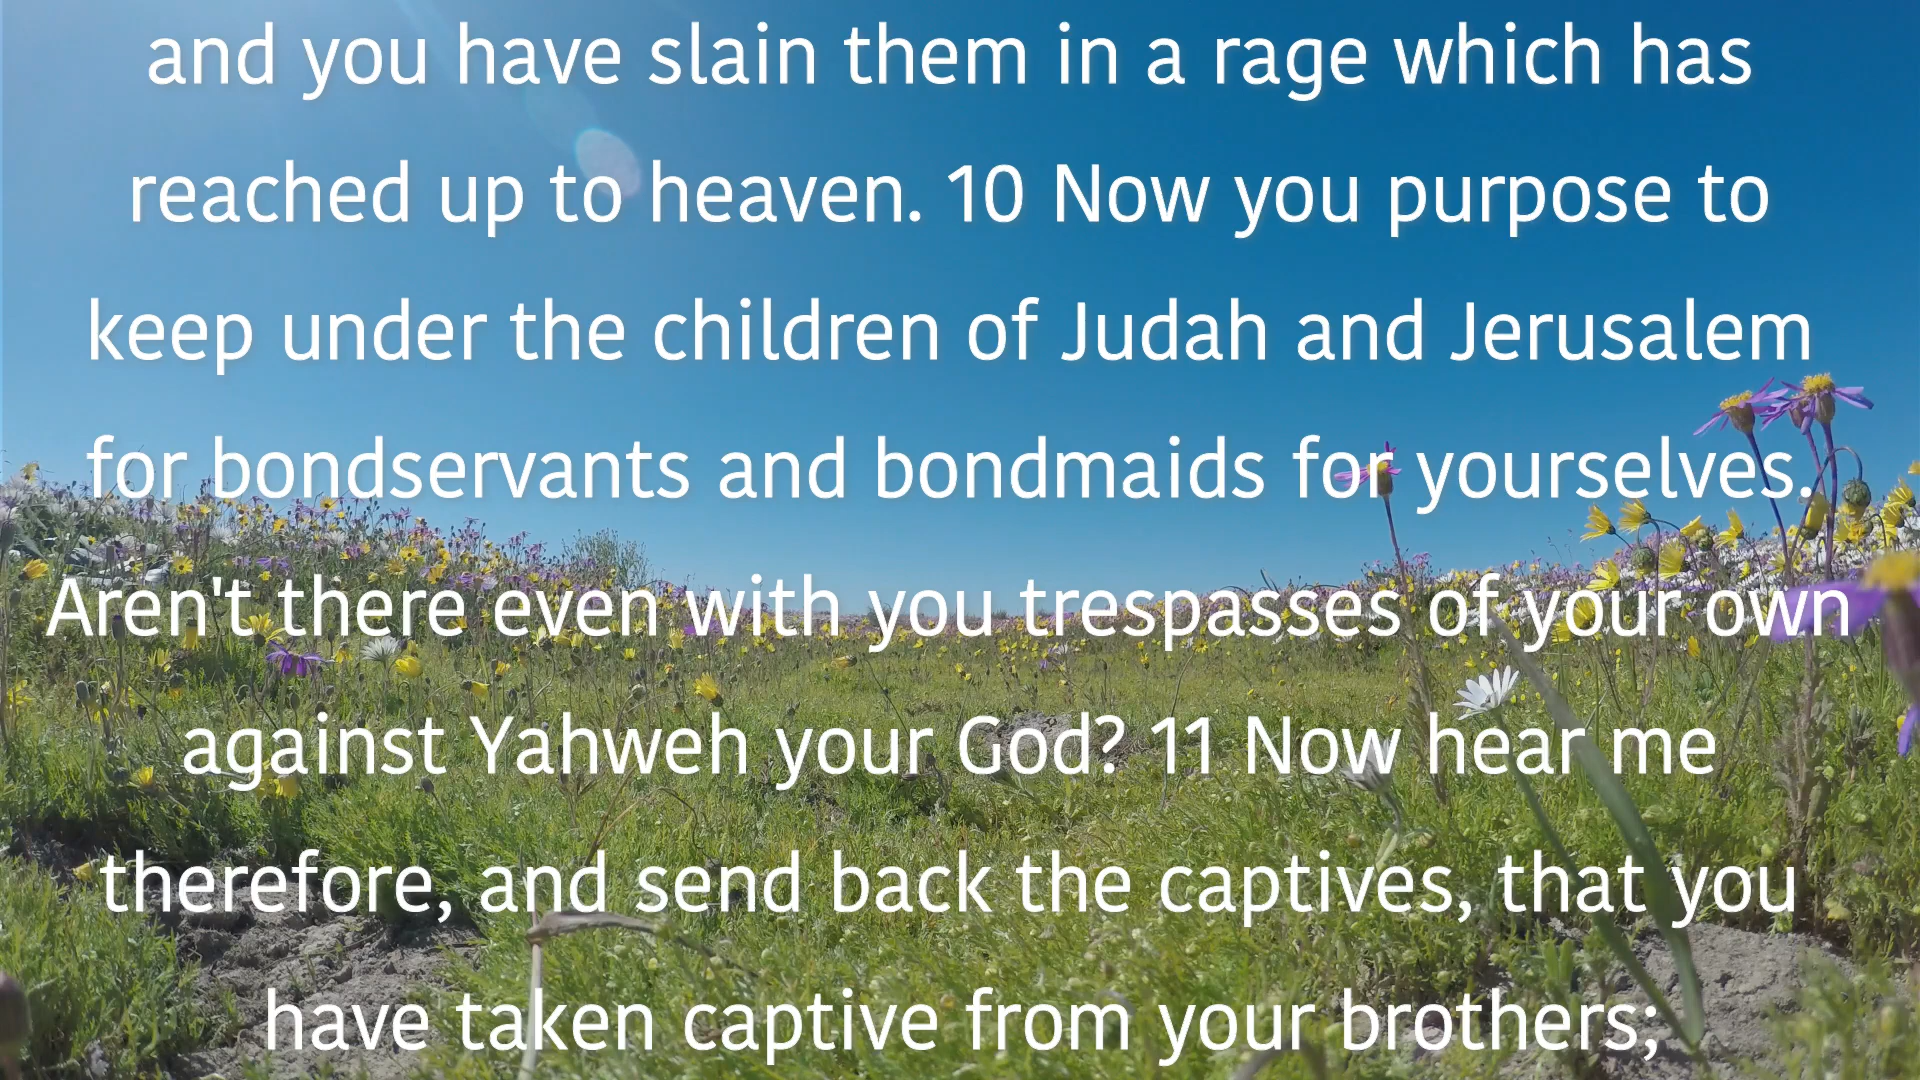 and you have slain them in a rage which has
reached up to heaven. 10 Now you purpose to
keep under the children of Judah and Jerusalem
for bondservants and bondmaids for yourselves.
Aren't there even with you trespasses of your own
against Yahweh your God? 11 Now hear me
therefore, and send back the captives, that you
have taken captive from your brothers;